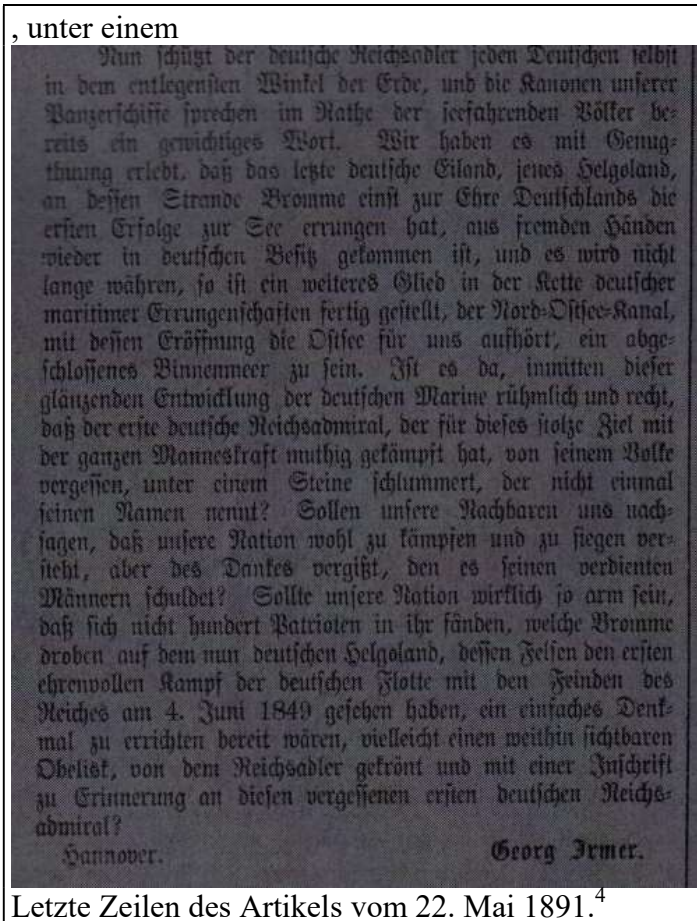 , unter einem
Nun schützt der deutsche Reichsadler jeden Deutschen selbst
in dem entlegensten Winkel der Erde, und die Kanonen unserer
Panzerschiffe sprechen im Rathe der seefahrenden Völker be-
reits ein gewichtiges Wort. Wir haben es mit Genug-
thuung erlebt, daß das letzte deutsche Eiland, jenes Helgoland,
an dessen Strande Bromme einst zur Ehre Deutschlands die
ersten Erfolge zur See errungen hat, aus fremden Händen
wieder in deutschen Besitz gekommen ist, und es wird nicht
lange währen, so ist ein weiteres Glied in der Kette deutscher
maritimer Errungenschaften fertig gestellt, der Nord-Ostsee-Kanal,
mit dessen Eröffnung die Ostsee für uns aufhört, ein abge-
schlossenes Binnenmeer zu sein. Ist es da, inmitten dieser
glänzenden Entwicklung der deutschen Marine rühmlich und recht,
daß der erste deutsche Reichsadmiral, der für dieses stolze Ziel mit
der ganzen Manneskraft muthig gekämpft hat, von seinem Volke
vergessen, unter einem Steine schlummert, der nicht einmal
seinen Namen nennt? Sollen unsere Nachbaren uns nach-
sagen, daß unsere Nation wohl zu kämpfen und zu siegen ver-
steht, aber des Dankes vergißt, den es seinen verdienten
Männern schuldet? Sollte unsere Nation wirklich so arm sein,
daß sich nicht hundert Patrioten in ihr fänden, welche Bromme
droben auf dem nun deutschen Helgoland, dessen Felsen den ersten
ehrenvollen Kampf der deutschen Flotte mit den Feinden des
Reiches am 4. Juni 1849 gesehen haben, ein einfaches Denk-
mal zu errichten bereit wären, vielleicht einen weithin sichtbaren
Obelisk, von dem Reichsadler gekrönt und mit einer Inschrift
zu Erinnerung an diesen vergessenen ersten deutschen Reichs-
admiral?
Hannover. Georg Irmer.
Letzte Zeilen des Artikels vom 22. Mai 1891.4